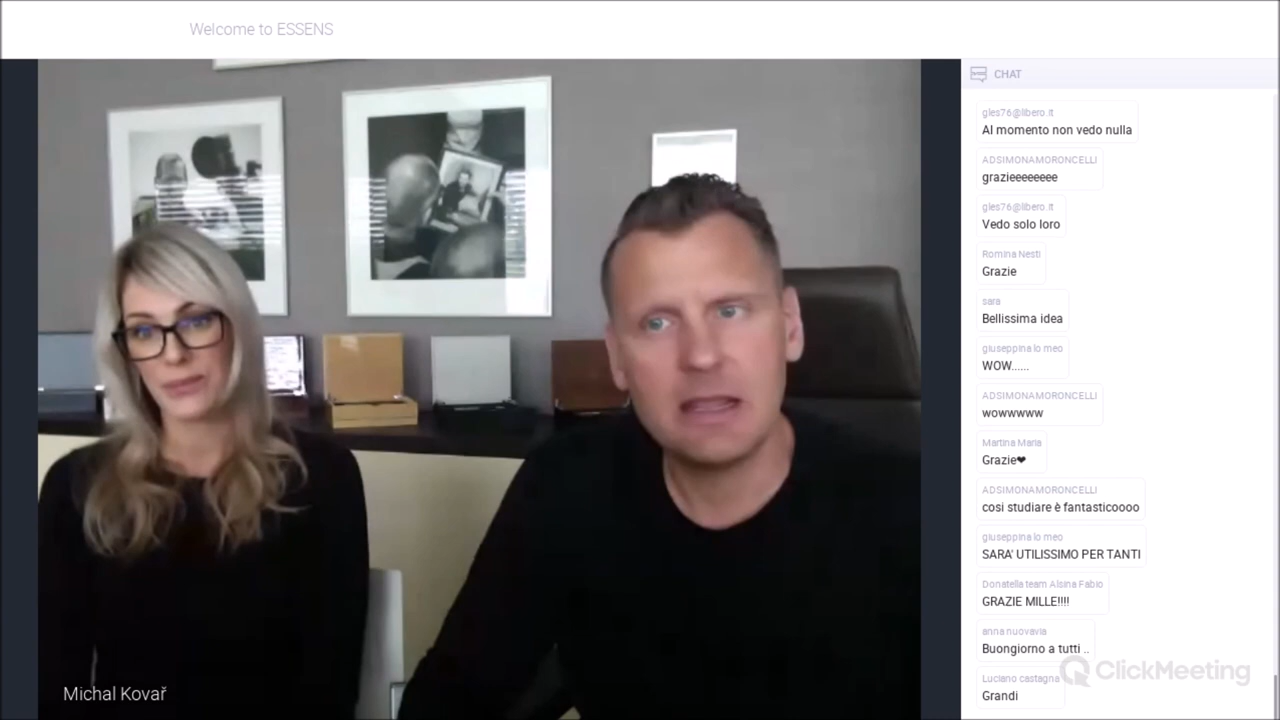 Welcome to ESSENS
CHAT
gles76@libero.it
Al momento non vedo nulla
ADSIMONAMORONCELLI
grazieeeeeeee
gles76@libero.it
Vedo solo loro
Romina Nesti
Grazie
sara
Bellissima idea
giuseppina lo meo
WOW......
ADSIMONAMORONCELLI
wowwwww
Martina Maria
Grazie❤
ADSIMONAMORONCELLI
cosi studiare è fantasticoooo
giuseppina lo meo
SARA' UTILISSIMO PER TANTI
Donatella team Alsina Fabio
GRAZIE MILLE!!!!
anna nuovavia
Buongiorno a tutti ..
Luciano castagna
Grandi
ClickMeeting
Michal Kovař